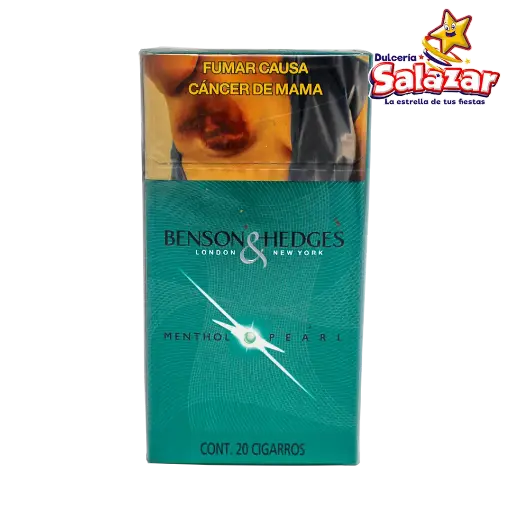 Dulcería
Salazar
La estrella de tus fiestas
FUMAR CAUSA
CÁNCER DE MAMA
BENSON & HEDGES
LONDON NEW YORK
MENTHOL PEARL
CONT. 20 CIGARROS